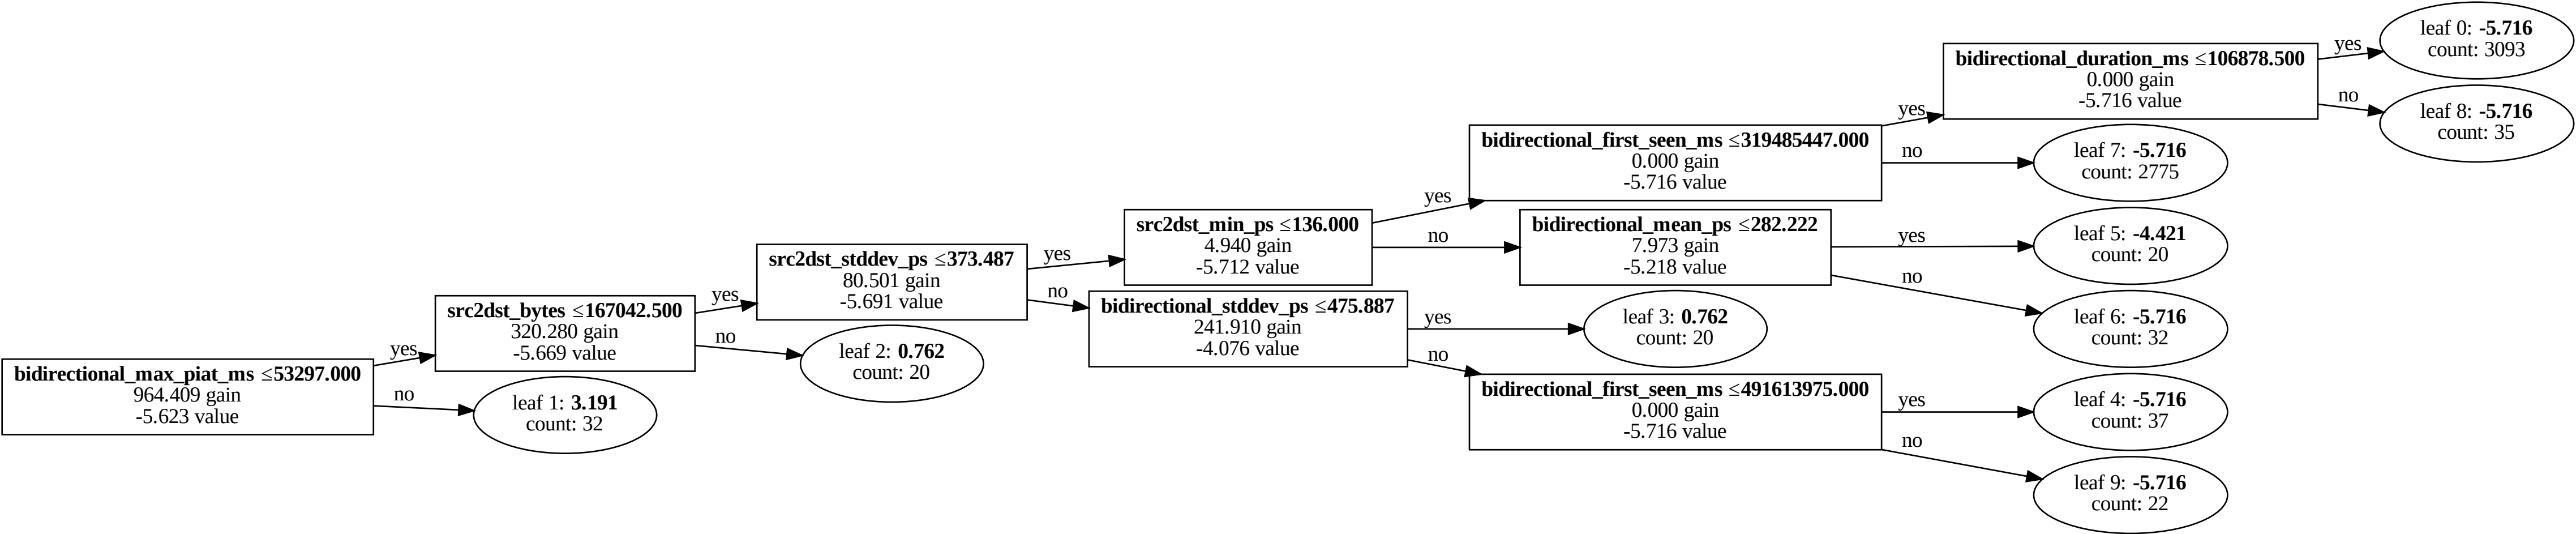 bidirectional_max_piat_ms ≤53297.000
964.409 gain
-5.623 value
yes
no
src2dst_bytes ≤167042.500
320.280 gain
-5.669 value
leaf 1: 3.191
count: 32
yes
no
src2dst_stddev_ps ≤373.487
80.501 gain
-5.691 value
leaf 2: 0.762
count: 20
yes
no
src2dst_min_ps ≤136.000
4.940 gain
-5.712 value
bidirectional_stddev_ps ≤475.887
241.910 gain
-4.076 value
yes
no
yes
no
bidirectional_first_seen_ms ≤319485447.000
0.000 gain
-5.716 value
bidirectional_mean_ps ≤282.222
7.973 gain
-5.218 value
leaf 3: 0.762
count: 20
bidirectional_first_seen_ms ≤491613975.000
0.000 gain
-5.716 value
yes
no
yes
no
yes
no
bidirectional_duration_ms ≤106878.500
0.000 gain
-5.716 value
leaf 7: -5.716
count: 2775
leaf 5: -4.421
count: 20
leaf 6: -5.716
count: 32
leaf 4: -5.716
count: 37
leaf 9: -5.716
count: 22
yes
no
leaf 0: -5.716
count: 3093
leaf 8: -5.716
count: 35